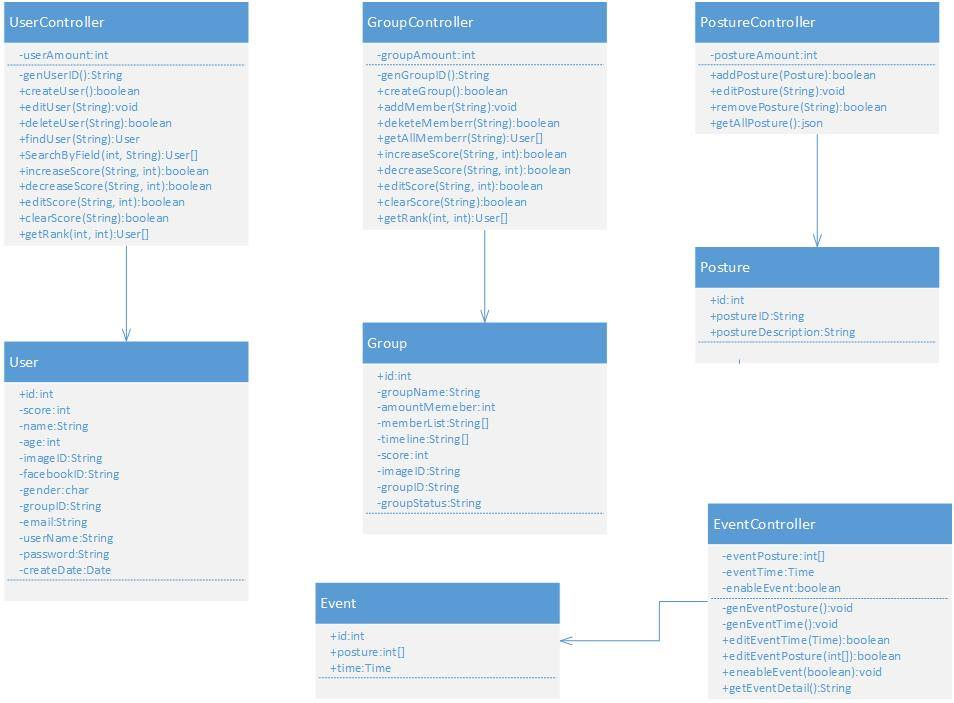 UserController
-userAmount:int
-genUserID():String
+createUser():boolean
+editUser(String):void
+deleteUser(String):boolean
+findUser(String):User
+SearchByField(int, String):User[]
+increaseScore(String, int):boolean
+decreaseScore(String, int):boolean
+editScore(String, int):boolean
+clearScore(String):boolean
+getRank(int, int):User[]
GroupController
-groupAmount:int
-genGroupID():String
+createGroup():boolean
+addMember(String):void
+deketeMemberr(String):boolean
+getAllMemberr(String):User[]
+increaseScore(String, int):boolean
+decreaseScore(String, int):boolean
+editScore(String, int):boolean
+clearScore(String):boolean
+getRank(int, int):User[]
PostureController
-postureAmount:int
+addPosture(Posture):boolean
+editPosture(String):void
+removePosture(String):boolean
+getAllPosture():json
Posture
+id:int
+postureID:String
+postureDescription:String
User
+id:int
-score:int
-name:String
-age:int
-imageID:String
-facebookID:String
-gender:char
-groupID:String
-email:String
-userName:String
-password:String
-createDate:Date
Group
+id:int
-groupName:String
-amountMemeber:int
-memberList:String[]
-timeline:String[]
-score:int
-imageID:String
-groupID:String
-groupStatus:String
Event
+id:int
+posture:int[]
+time:Time
EventController
-eventPosture:int[]
-eventTime:Time
-enableEvent:boolean
-genEventPosture():void
-genEventTime():void
+editEventTime(Time):boolean
+editEventPosture(int[]):boolean
+eneableEvent(boolean):void
+getEventDetail():String